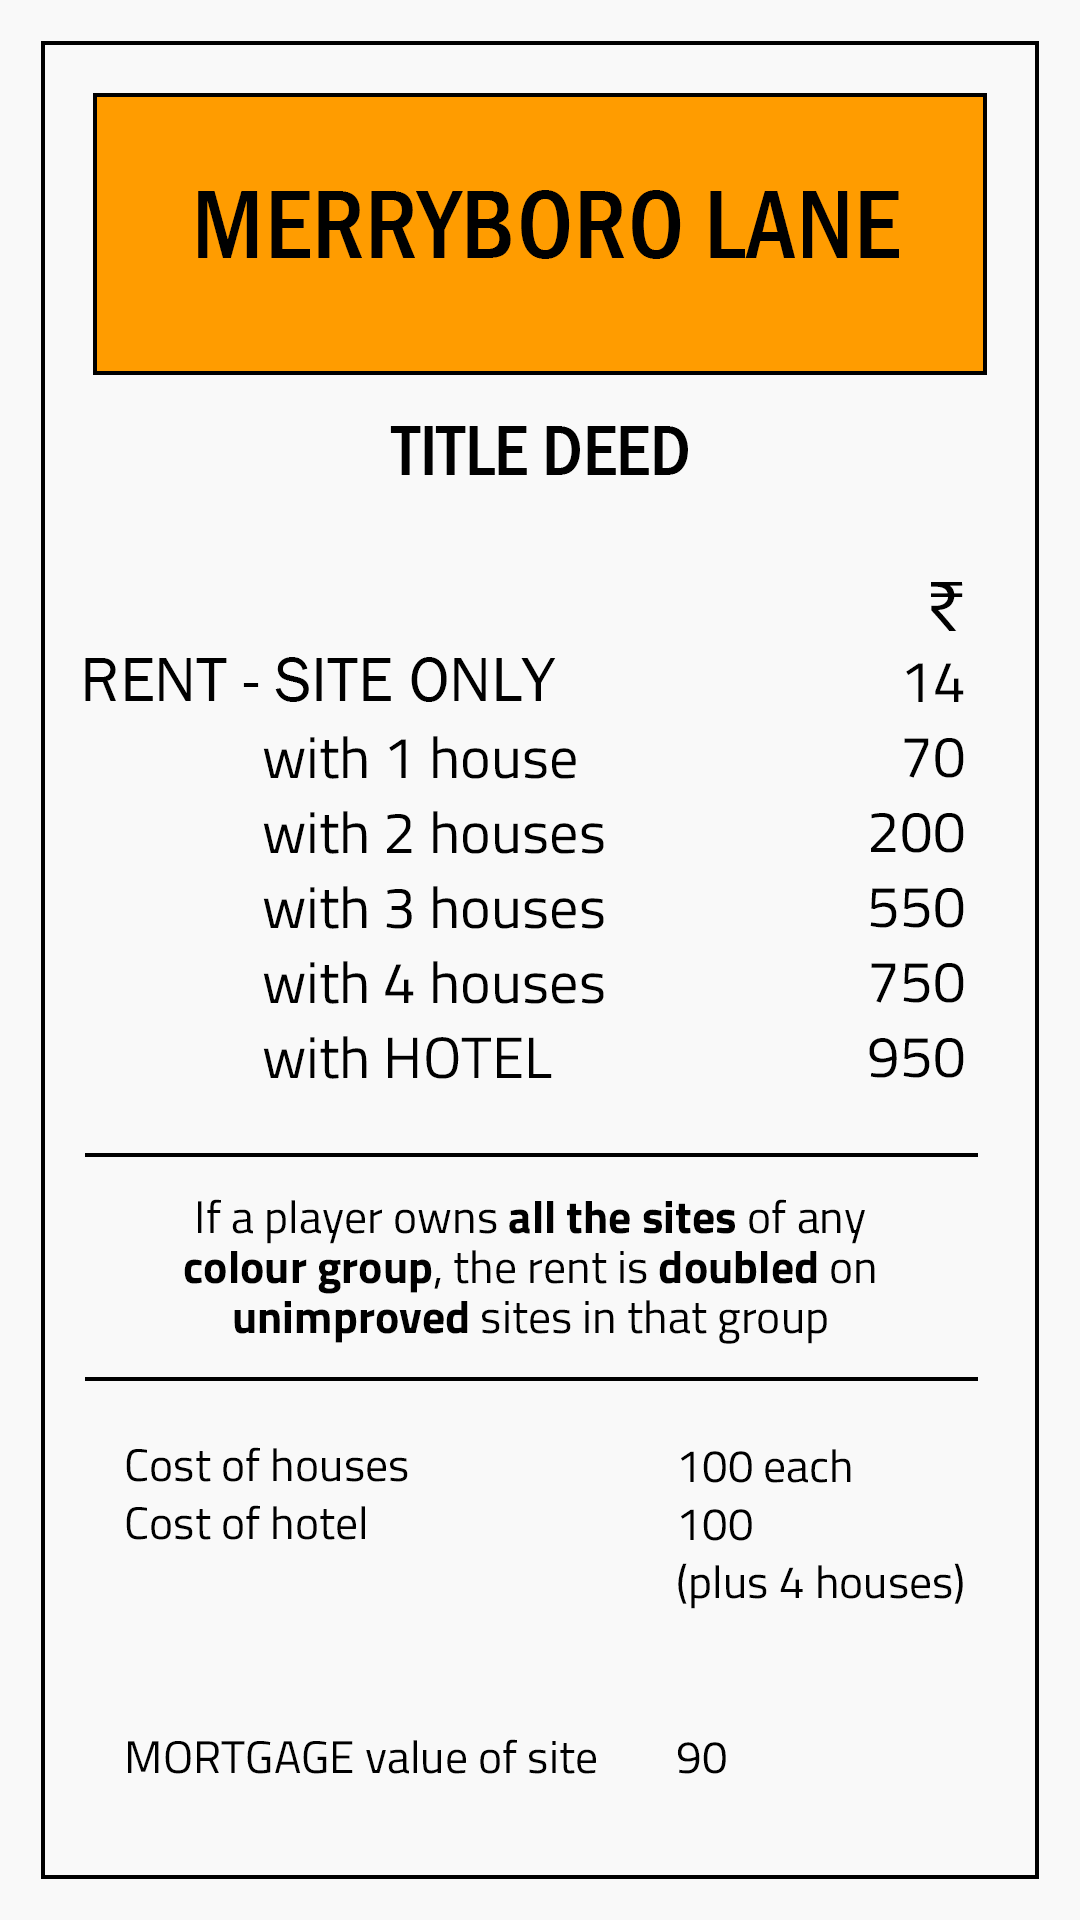 MERRYBORO LANE
TITLE DEED
₹
RENT - SITE ONLY 14
with 1 house 70
with 2 houses 200
with 3 houses 550
with 4 houses 750
with HOTEL 950
If a player owns all the sites of any
colour group, the rent is doubled on
unimproved sites in that group
Cost of houses 100 each
Cost of hotel 100
(plus 4 houses)
MORTGAGE value of site 90